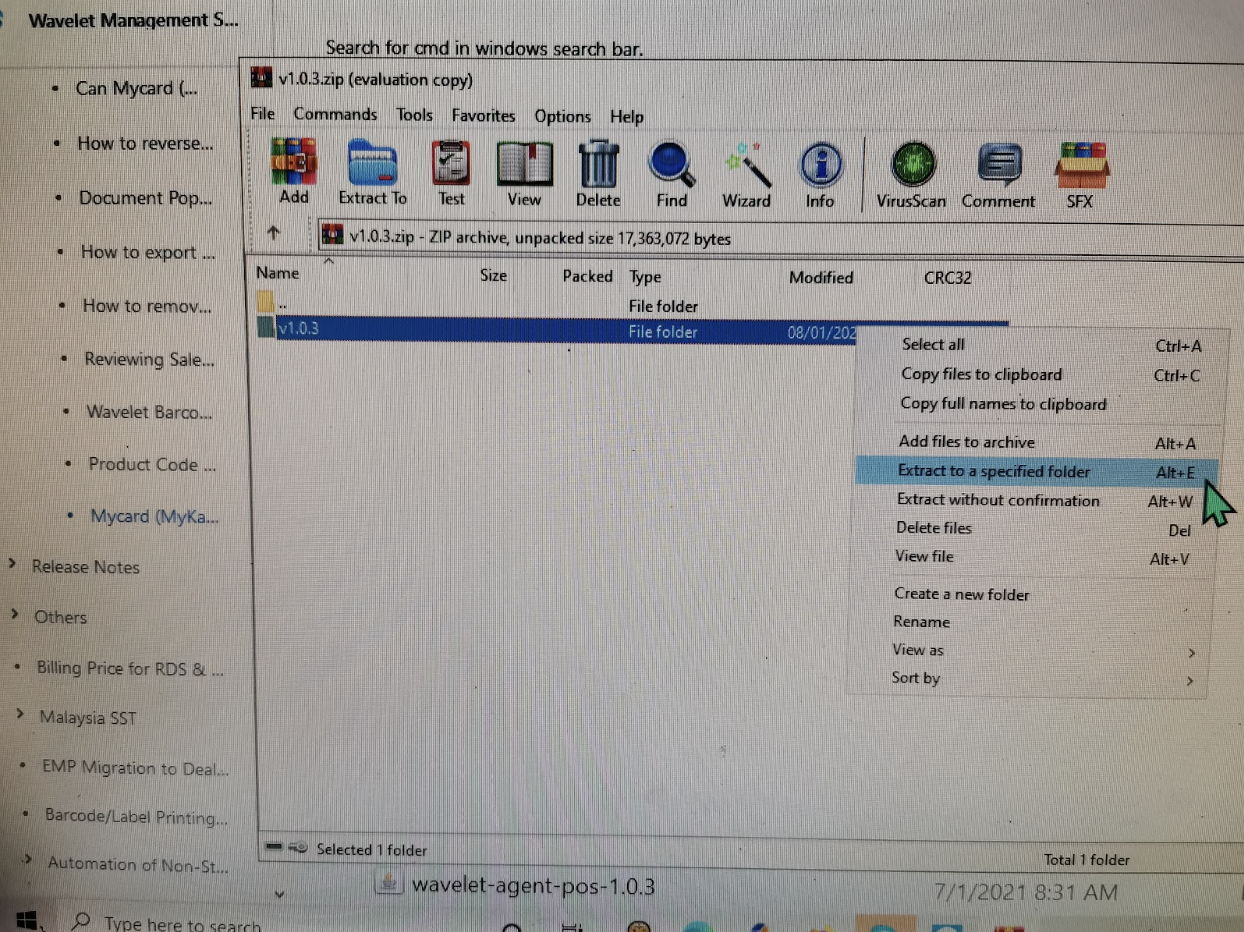 Wavelet Management S...
Search for cmd in windows search bar.
Can Mycard (...
How to reverse...
Document Pop...
How to export ...
How to remov...
Reviewing Sale...
Wavelet Barco...
Product Code ...
Mycard (MyKa...
Release Notes
Others
Billing Price for RDS & ...
Malaysia SST
EMP Migration to Deal...
Barcode/Label Printing...
Automation of Non-St...
v1.0.3.zip (evaluation copy)
File Commands Tools Favorites Options Help
Add Extract To Test View Delete Find Wizard Info VirusScan Comment SFX
v1.0.3.zip - ZIP archive, unpacked size 17,363,072 bytes
Name Size Packed Type Modified CRC32
.. File folder
v1.0.3 File folder 08/01/202
Select all Ctrl+A
Copy files to clipboard Ctrl+C
Copy full names to clipboard
Add files to archive Alt+A
Extract to a specified folder Alt+E
Extract without confirmation Alt+W
Delete files Del
View file Alt+V
Create a new folder
Rename
View as
Sort by
Selected 1 folder
Total 1 folder
wavelet-agent-pos-1.0.3 7/1/2021 8:31 AM
Type here to search